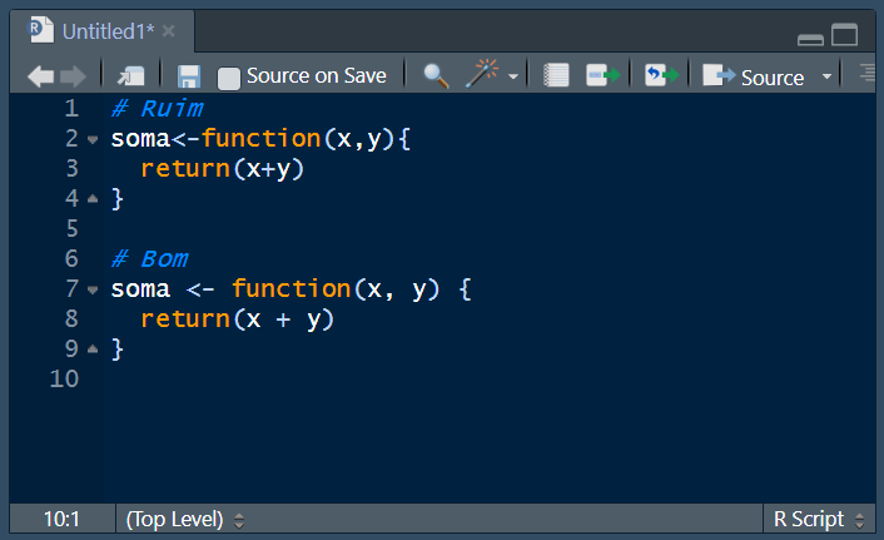 Untitled1*
Source on Save
Source
1 # Ruim
2 soma<-function(x,y){
3   return(x+y)
4 }
5
6 # Bom
7 soma <- function(x, y) {
8   return(x + y)
9 }
10
10:1 (Top Level) R Script